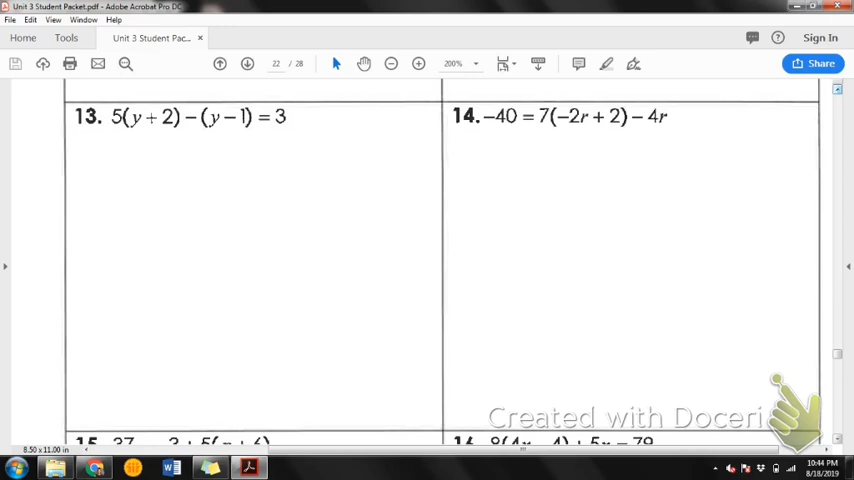 Unit 3 Student Packet.pdf - Adobe Acrobat Pro DC
File Edit View Window Help
Home Tools Unit 3 Student Pac... × Sign In
22 / 28 200% Share
13. 5(y + 2) – (y – 1) = 3
14. –40 = 7(–2r + 2) – 4r
Created with Doceri
8.50 x 11.00 in
10:44 PM
8/18/2019